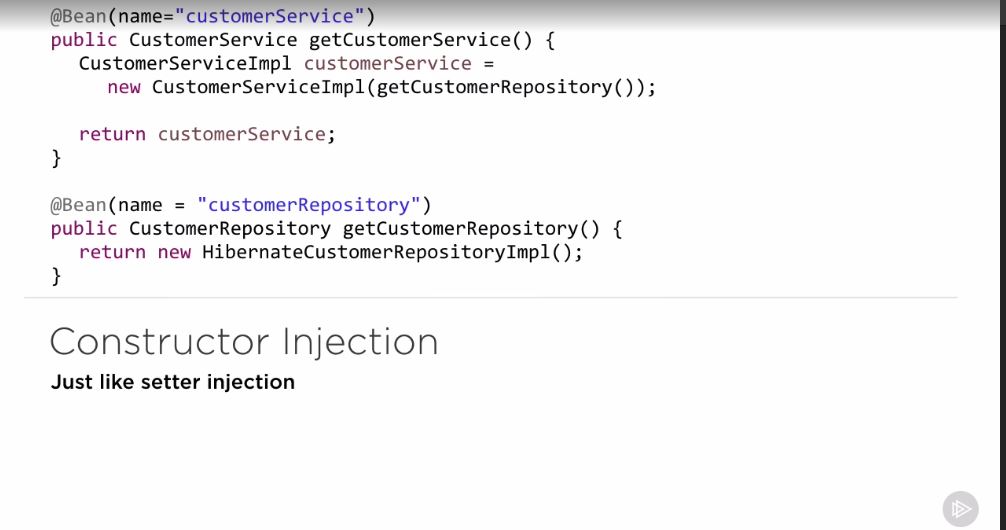 @Bean(name="customerService")
public CustomerService getCustomerService() {
CustomerServiceImpl customerService =
new CustomerServiceImpl(getCustomerRepository());
return customerService;
}
@Bean(name = "customerRepository")
public CustomerRepository getCustomerRepository() {
return new HibernateCustomerRepositoryImpl();
}
Constructor Injection
Just like setter injection